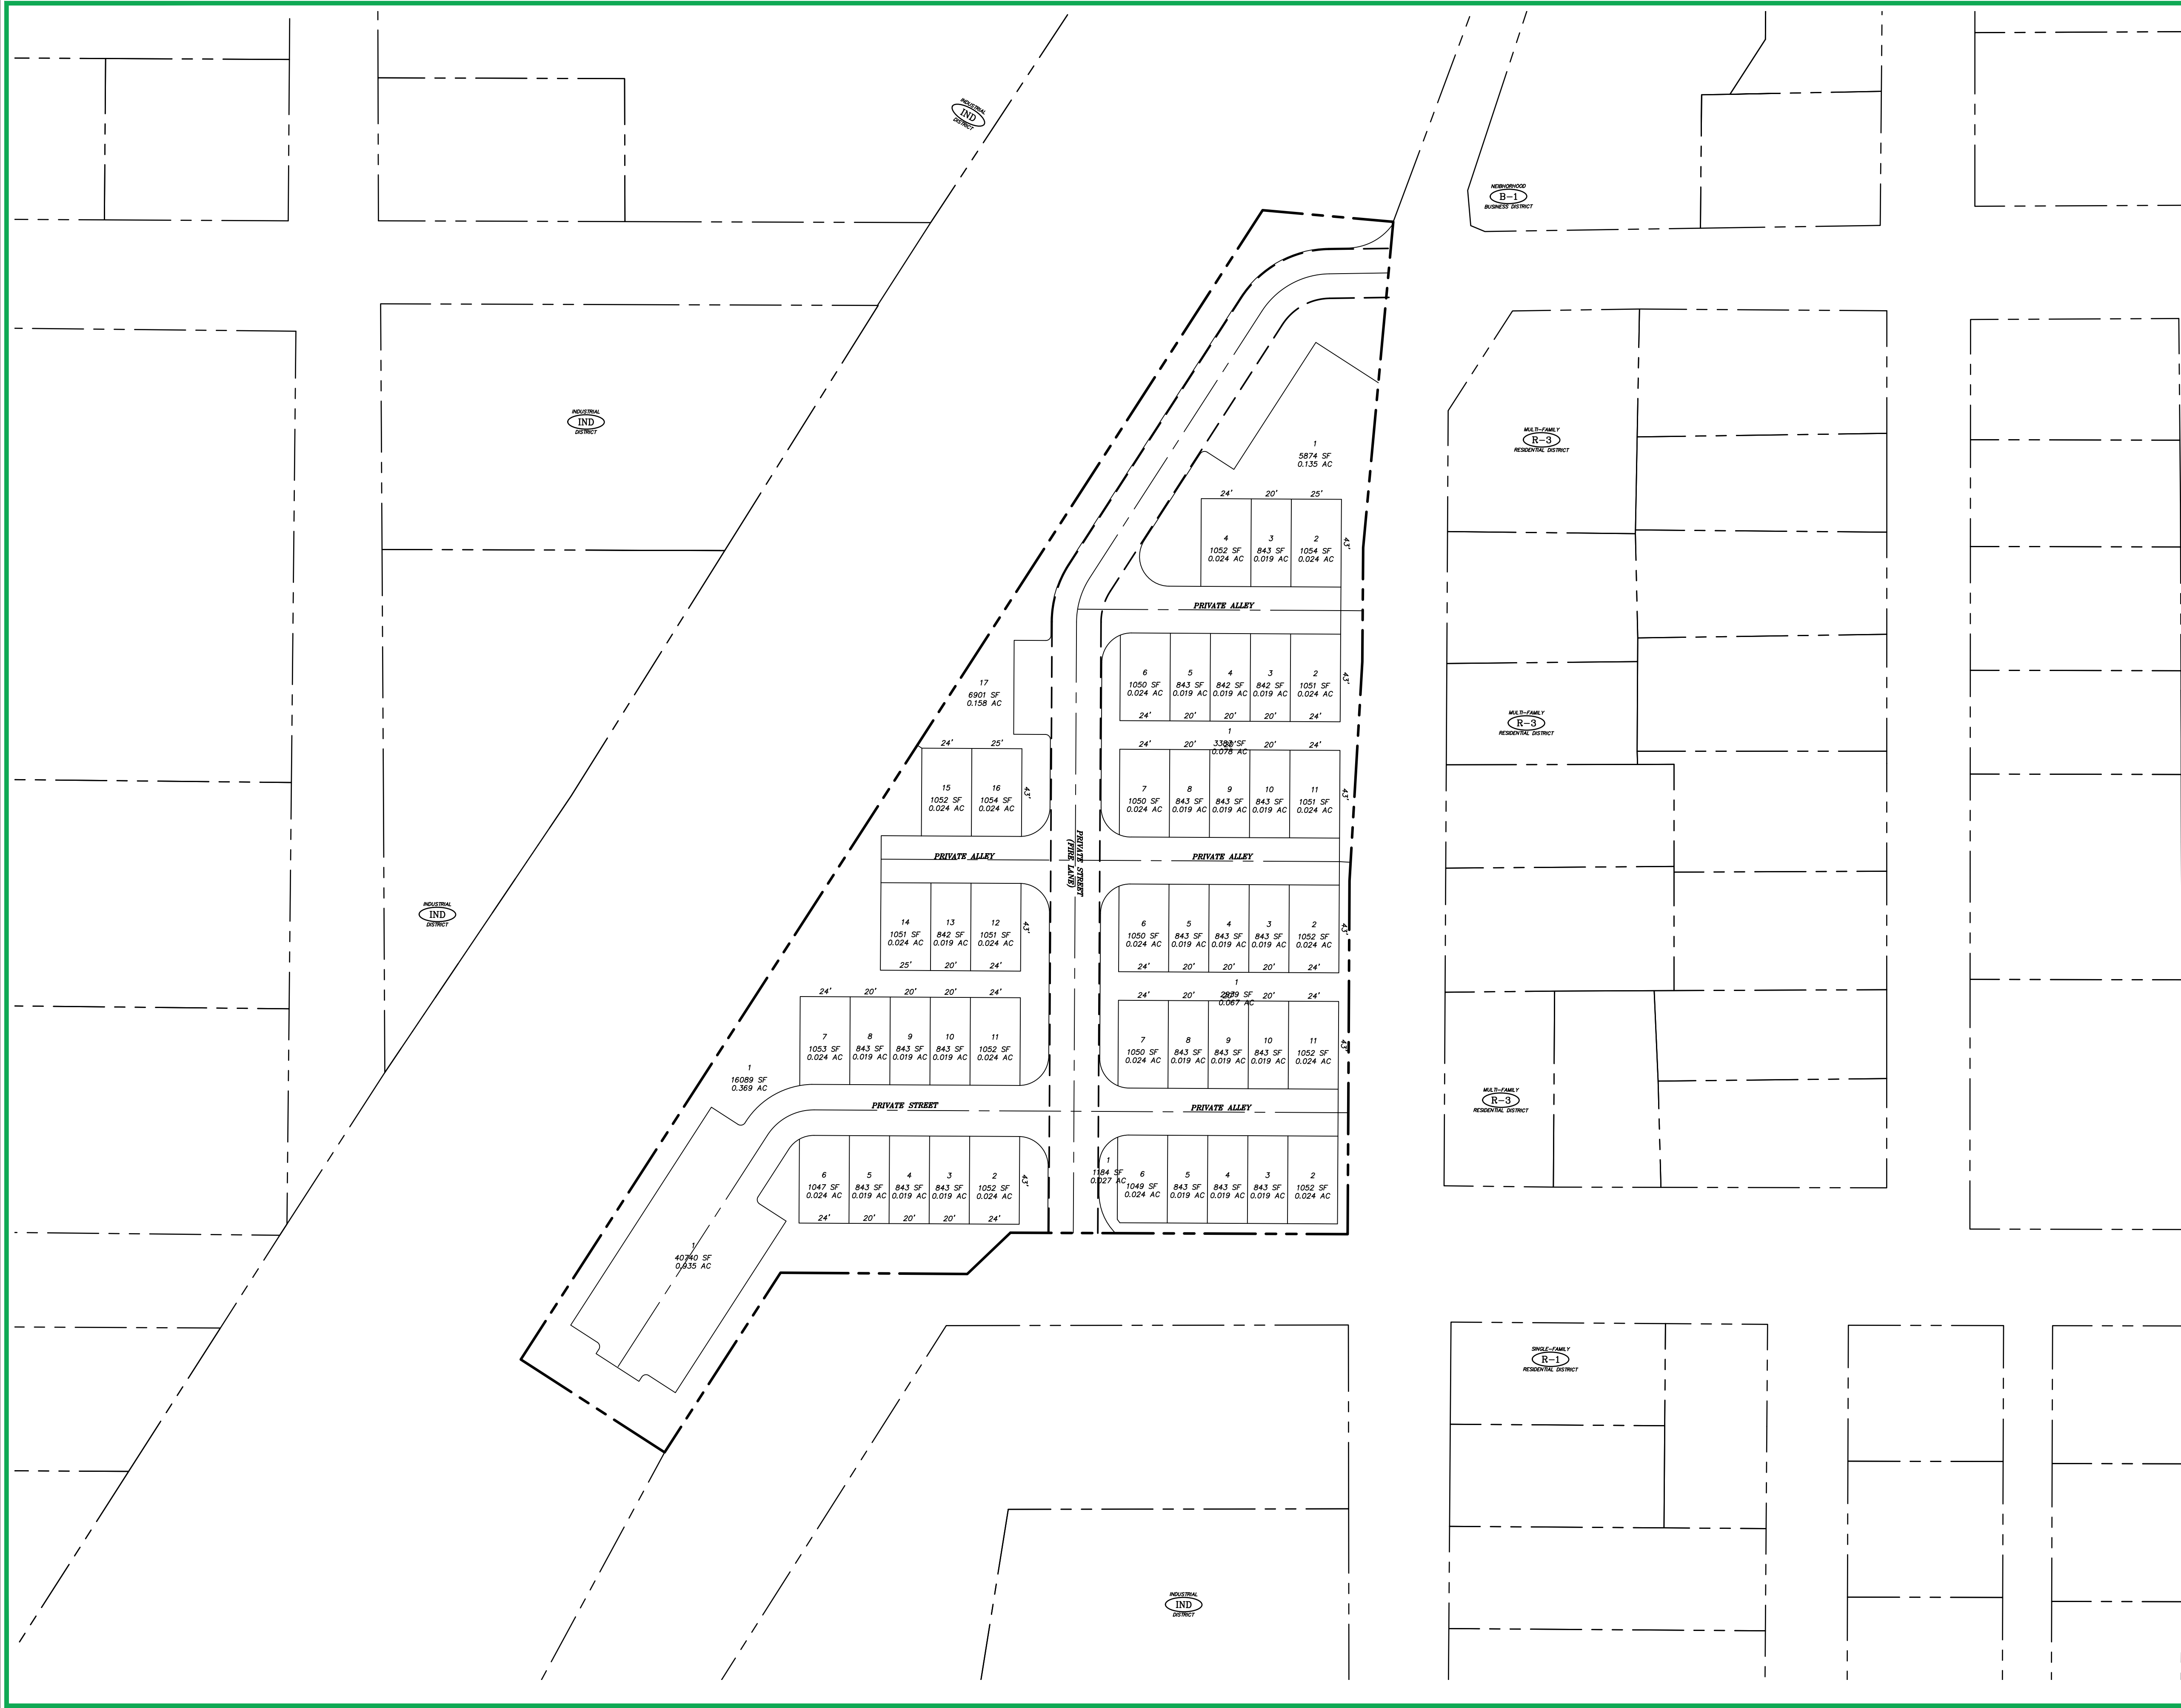 INDUSTRIAL
IND
DISTRICT
NEIBHORHOOD
B-1
BUSINESS DISTRICT
INDUSTRIAL
IND
DISTRICT
MULTI-FAMILY
R-3
RESIDENTIAL DISTRICT
1
5874 SF
0.135 AC
24' 20' 25'
4 3 2
1052 SF 843 SF 1054 SF
0.024 AC 0.019 AC 0.024 AC
43'
PRIVATE ALLEY
6 5 4 3 2
1050 SF 843 SF 842 SF 842 SF 1051 SF
0.024 AC 0.019 AC 0.019 AC 0.019 AC 0.024 AC
43'
24' 20' 20' 20' 24'
17
6901 SF
0.158 AC
MULTI-FAMILY
R-3
RESIDENTIAL DISTRICT
1
SF
0.078 AC
24' 20' 20' 24'
7 8 9 10 11
1050 SF 843 SF 843 SF 843 SF 1051 SF
0.024 AC 0.019 AC 0.019 AC 0.019 AC 0.024 AC
43'
24' 25'
15 16
1052 SF 1054 SF
0.024 AC 0.024 AC
43'
PRIVATE ALLEY
PRIVATE STREET
(FIRE LANE)
PRIVATE ALLEY
INDUSTRIAL
IND
DISTRICT
14 13 12
1051 SF 842 SF 1051 SF
0.024 AC 0.019 AC 0.024 AC
43'
25' 20' 24'
6 5 4 3 2
1050 SF 843 SF 843 SF 843 SF 1052 SF
0.024 AC 0.019 AC 0.019 AC 0.019 AC 0.024 AC
43'
24' 20' 20' 20' 24'
24' 20' 20' 20' 24'
7 8 9 10 11
1053 SF 843 SF 843 SF 843 SF 1052 SF
0.024 AC 0.019 AC 0.019 AC 0.019 AC 0.024 AC
1
SF
0.067 AC
24' 20' 20' 24'
7 8 9 10 11
1050 SF 843 SF 843 SF 843 SF 1052 SF
0.024 AC 0.019 AC 0.019 AC 0.019 AC 0.024 AC
43'
1
16089 SF
0.369 AC
MULTI-FAMILY
R-3
RESIDENTIAL DISTRICT
PRIVATE STREET
PRIVATE ALLEY
6 5 4 3 2
1047 SF 843 SF 843 SF 843 SF 1052 SF
0.024 AC 0.019 AC 0.019 AC 0.019 AC 0.024 AC
43'
24' 20' 20' 20' 24'
1
1184 SF
0.027 AC
6 5 4 3 2
1049 SF 843 SF 843 SF 843 SF 1052 SF
0.024 AC 0.019 AC 0.019 AC 0.019 AC 0.024 AC
1
40740 SF
0.935 AC
SINGLE-FAMILY
R-1
RESIDENTIAL DISTRICT
INDUSTRIAL
IND
DISTRICT